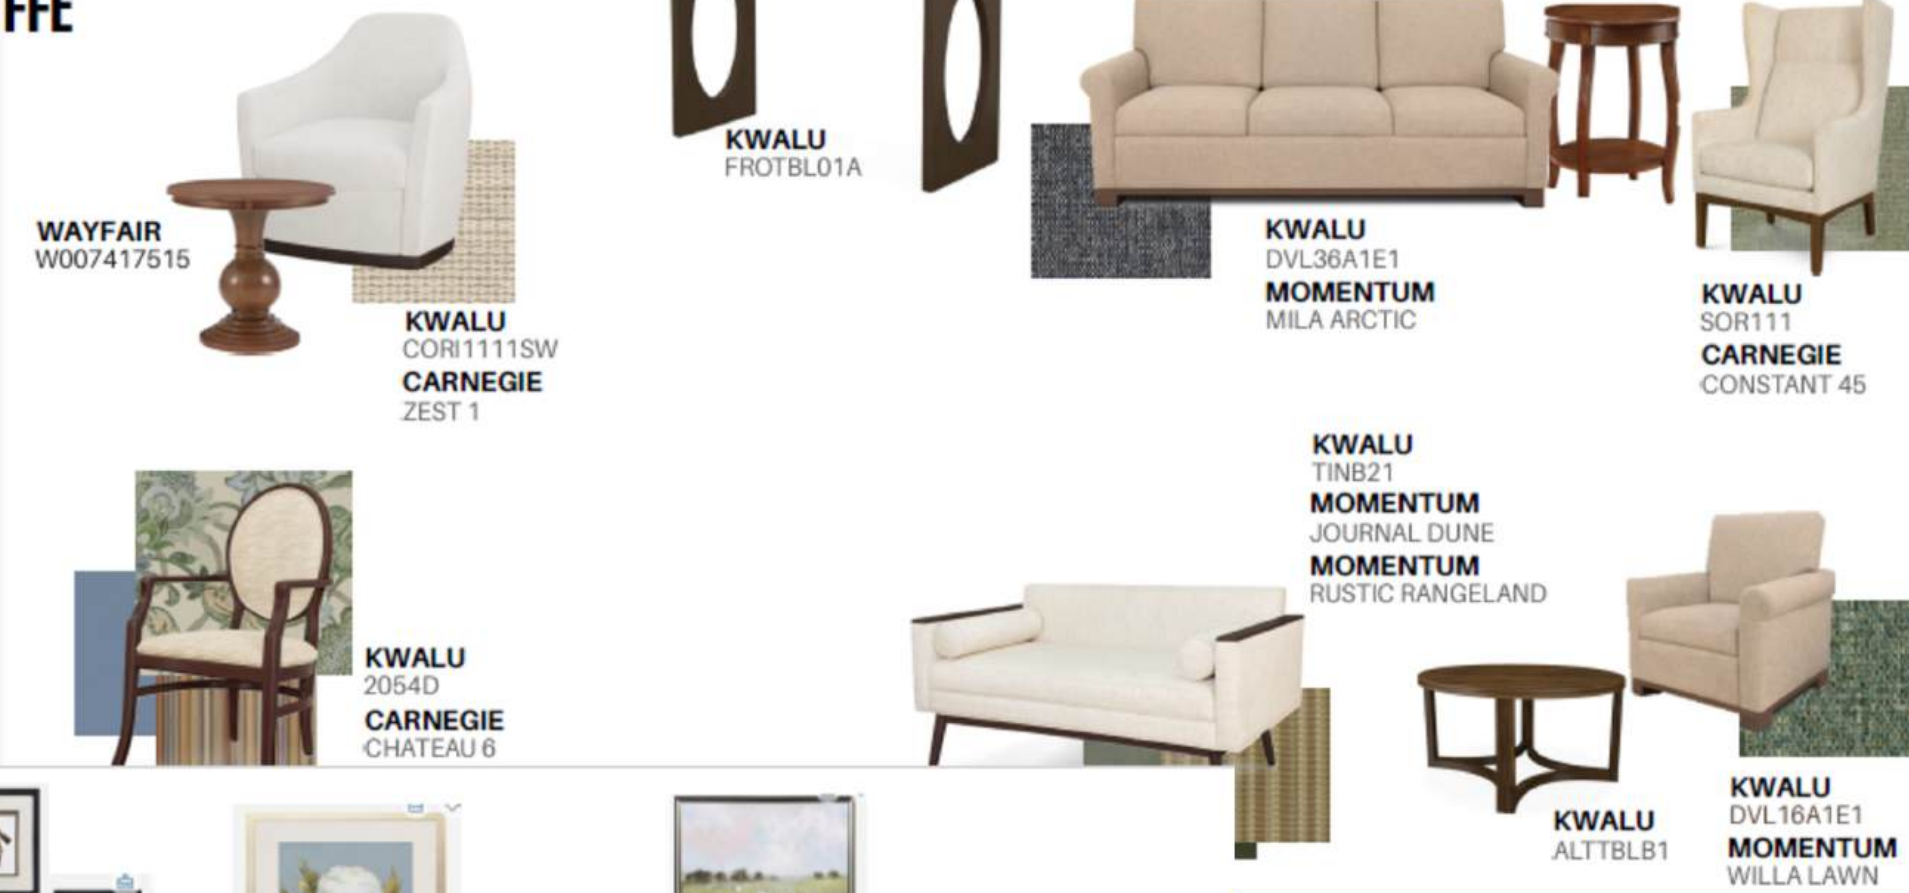 FFE
KWALU
FROTBL01A
WAYFAIR
W007417515
KWALU
CORI1111SW
CARNEGIE
ZEST 1
KWALU
DVL36A1E1
MOMENTUM
MILA ARCTIC
KWALU
SOR111
CARNEGIE
CONSTANT 45
KWALU
TINB21
MOMENTUM
JOURNAL DUNE
MOMENTUM
RUSTIC RANGELAND
KWALU
2054D
CARNEGIE
CHATEAU 6
KWALU
ALTTBLB1
KWALU
DVL16A1E1
MOMENTUM
WILLA LAWN